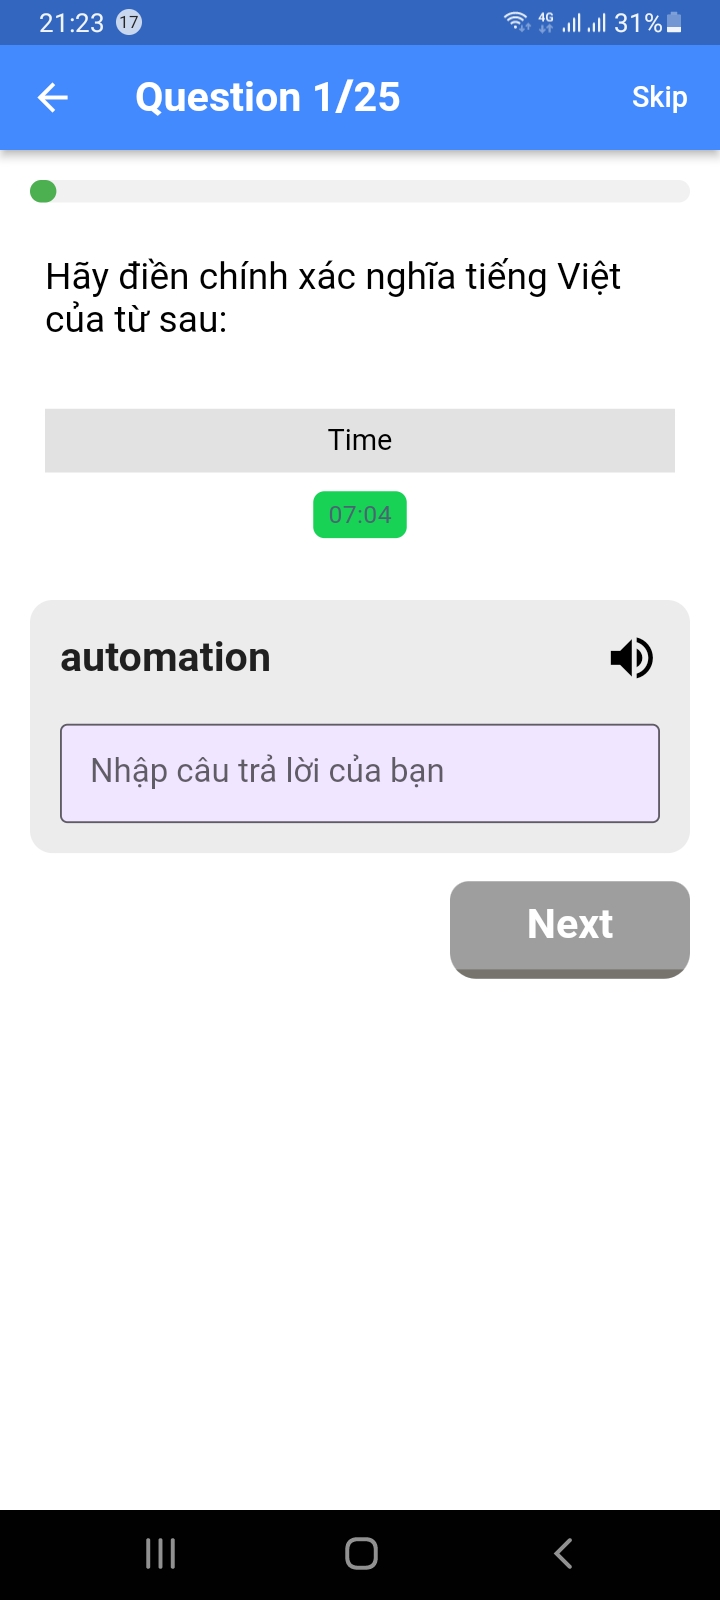 21:23 17 4G 31%
Question 1/25 Skip
Hãy điền chính xác nghĩa tiếng Việt
của từ sau:
Time
07:04
automation
Nhập câu trả lời của bạn
Next